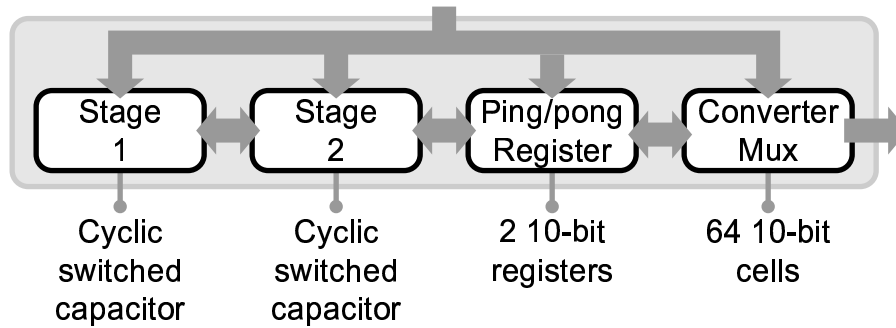 Stage
1
Stage
2
Ping/pong
Register
Converter
Mux
Cyclic
switched
capacitor
Cyclic
switched
capacitor
2 10-bit
registers
64 10-bit
cells